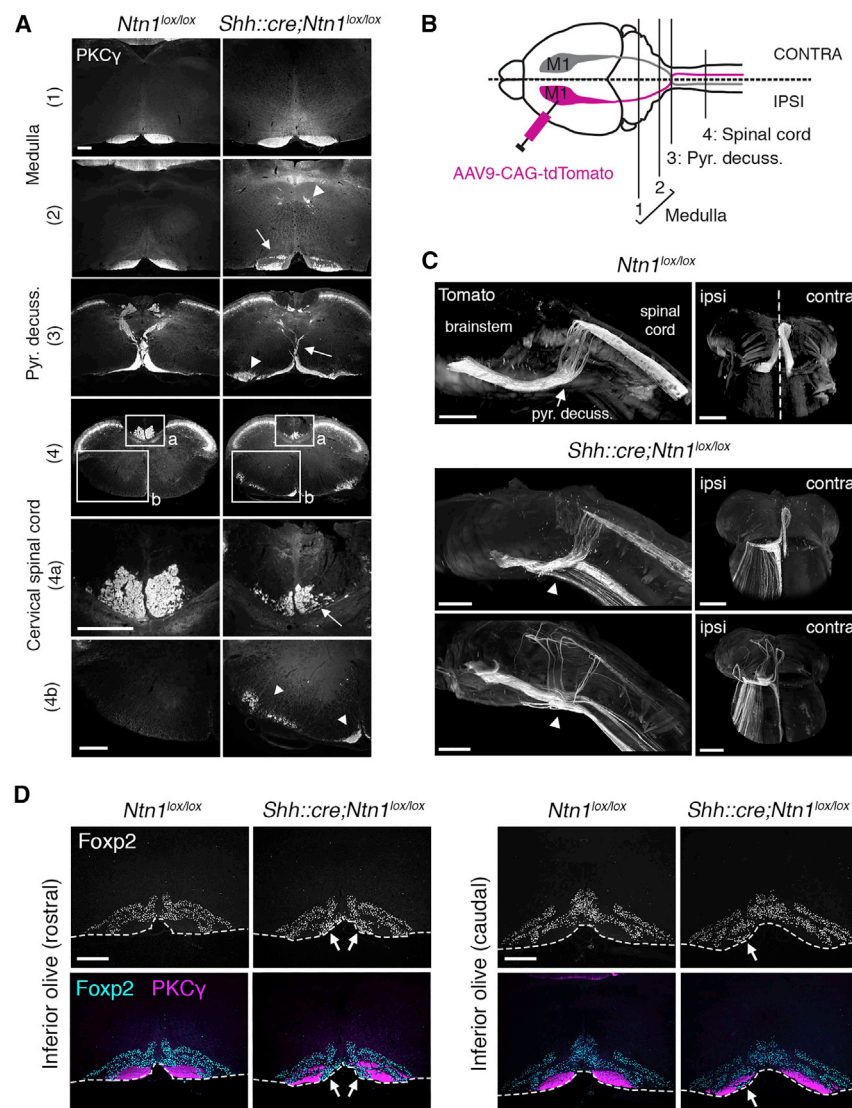 A
Ntn1lox/lox Shh::cre;Ntn1lox/lox
PKCγ
Medulla
(1)
(2)
Pyr. decuss.
(3)
Cervical spinal cord
(4)
a a
b b
(4a)
(4b)
B
M1
M1
CONTRA
IPSI
4: Spinal cord
3: Pyr. decuss.
2
1
Medulla
AAV9-CAG-tdTomato
C
Ntn1lox/lox
Tomato
brainstem
spinal
cord
pyr. decuss.
ipsi contra
Shh::cre;Ntn1lox/lox
ipsi contra
ipsi contra
D
Ntn1lox/lox Shh::cre;Ntn1lox/lox
Inferior olive (rostral)
Foxp2
Foxp2 PKCγ
Ntn1lox/lox Shh::cre;Ntn1lox/lox
Inferior olive (caudal)